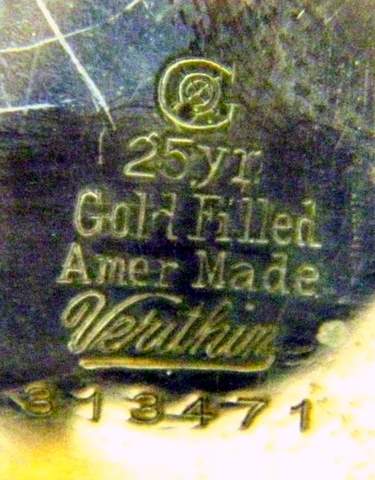 G
25yr
Gold Filled
Amer Made
Verithin
313471